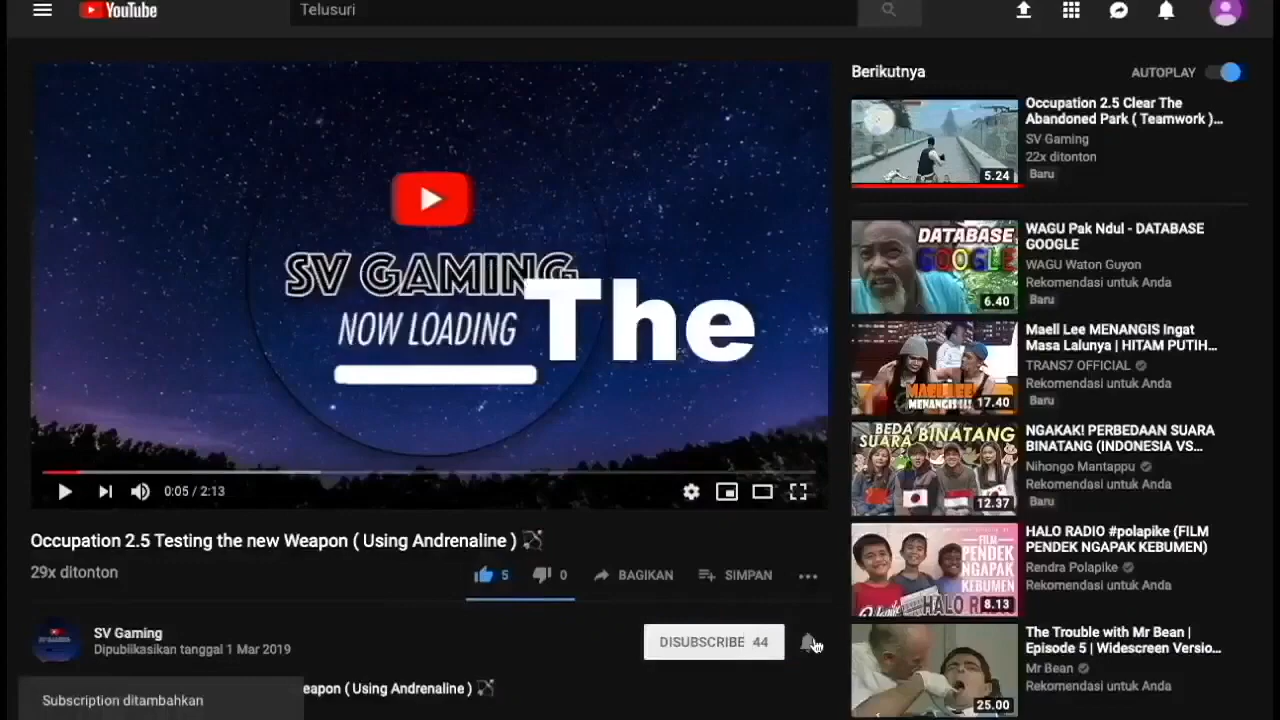 YouTube
Telusuri
SV GAMING
NOW LOADING
The
0:05 / 2:13
Occupation 2.5 Testing the new Weapon ( Using Andrenaline )
29x ditonton
5
0
BAGIKAN
SIMPAN
SV Gaming
Dipublikasikan tanggal 1 Mar 2019
DISUBSCRIBE 44
eapon ( Using Andrenaline )
Subscription ditambahkan
Berikutnya
AUTOPLAY
5.24
Occupation 2.5 Clear The
Abandoned Park ( Teamwork )...
SV Gaming
22x ditonton
Baru
DATABASE
GOOGLE
6.40
WAGU Pak Ndul - DATABASE
GOOGLE
WAGU Waton Guyon
Rekomendasi untuk Anda
Baru
MAELL LEE
MENANGIS!!!
17.40
Maell Lee MENANGIS Ingat
Masa Lalunya | HITAM PUTIH...
TRANS7 OFFICIAL
Rekomendasi untuk Anda
Baru
BEDA
SUARA BINATANG
12.37
NGAKAK! PERBEDAAN SUARA
BINATANG (INDONESIA VS...
Nihongo Mantappu
Rekomendasi untuk Anda
Baru
FILM
PENDEK
NGAPAK
KEBUMEN
8.13
HALO RADIO #polapike (FILM
PENDEK NGAPAK KEBUMEN)
Rendra Polapike
Rekomendasi untuk Anda
25.00
The Trouble with Mr Bean |
Episode 5 | Widescreen Versio...
Mr Bean
Rekomendasi untuk Anda